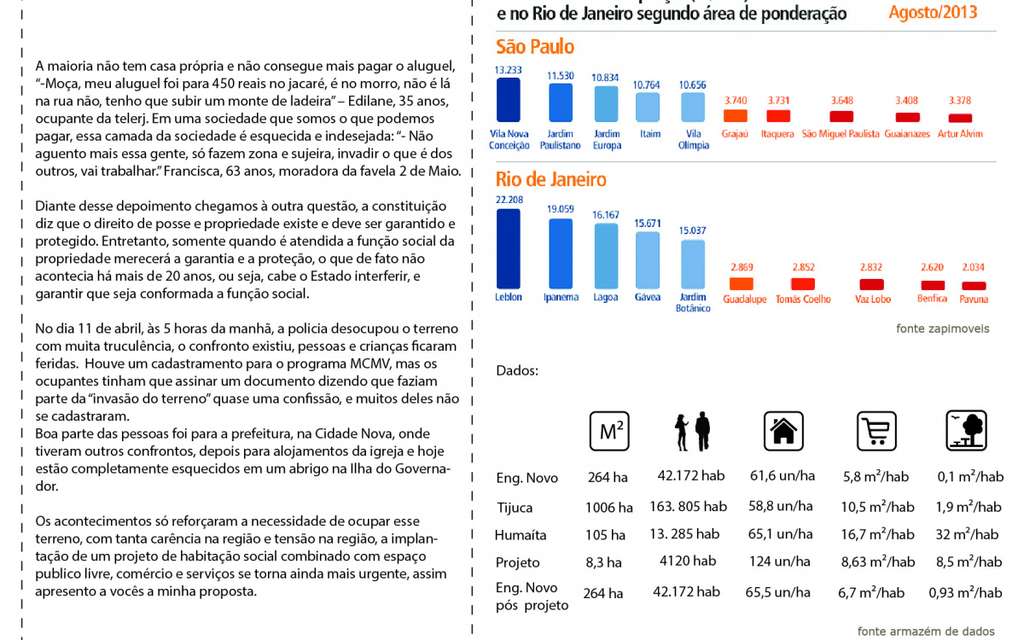 A maioria não tem casa própria e não consegue mais pagar o aluguel,
“-Moça, meu aluguel foi para 450 reais no jacaré, é no morro, não é lá
na rua não, tenho que subir um monte de ladeira” – Edilane, 35 anos,
ocupante da telerj. Em uma sociedade que somos o que podemos
pagar, essa camada da sociedade é esquecida e indesejada: “- Não
aguento mais essa gente, só fazem zona e sujeira, invadir o que é dos
outros, vai trabalhar.” Francisca, 63 anos, moradora da favela 2 de Maio.
Diante desse depoimento chegamos à outra questão, a constituição
diz que o direito de posse e propriedade existe e deve ser garantido e
protegido. Entretanto, somente quando é atendida a função social da
propriedade merecerá a garantia e a proteção, o que de fato não
acontecia há mais de 20 anos, ou seja, cabe o Estado interferir, e
garantir que seja conformada a função social.
No dia 11 de abril, às 5 horas da manhã, a policia desocupou o terreno
com muita truculência, o confronto existiu, pessoas e crianças ficaram
feridas.  Houve um cadastramento para o programa MCMV, mas os
ocupantes tinham que assinar um documento dizendo que faziam
parte da “invasão do terreno” quase uma confissão, e muitos deles não
se cadastraram.
Boa parte das pessoas foi para a prefeitura, na Cidade Nova, onde
tiveram outros confrontos, depois para alojamentos da igreja e hoje
estão completamente esquecidos em um abrigo na Ilha do Governa-
dor.
Os acontecimentos só reforçaram a necessidade de ocupar esse
terreno, com tanta carência na região e tensão na região, a implan-
tação de um projeto de habitação social combinado com espaço
publico livre, comércio e serviços se torna ainda mais urgente, assim
apresento a vocês a minha proposta.
e no Rio de Janeiro segundo área de ponderação Agosto/2013
São Paulo
13.233 11.530 10.834 10.764 10.656 3.740 3.731 3.648 3.408 3.378
Vila Nova Jardim Jardim Itaim Vila Grajaú Itaquera São Miguel Paulista Guaianazes Artur Alvim
Conceição Paulistano Europa Olímpia
Rio de Janeiro
22.208 19.059 16.167 15.671 15.037 2.869 2.852 2.832 2.620 2.034
Leblon Ipanema Lagoa Gávea Jardim Guadalupe Tomás Coelho Vaz Lobo Benfica Pavuna
Botânico
fonte zapimoveis
Dados:
M²
Eng. Novo 264 ha 42.172 hab 61,6 un/ha 5,8 m²/hab 0,1 m²/hab
Tijuca 1006 ha 163. 805 hab 58,8 un/ha 10,5 m²/hab 1,9 m²/hab
Humaíta 105 ha 13. 285 hab 65,1 un/ha 16,7 m²/hab 32 m²/hab
Projeto 8,3 ha 4120 hab 124 un/ha 8,63 m²/hab 8,5 m²/hab
Eng. Novo
pós projeto 264 ha 42.172 hab 65,5 un/ha 6,7 m²/hab 0,93 m²/hab
fonte armazém de dados